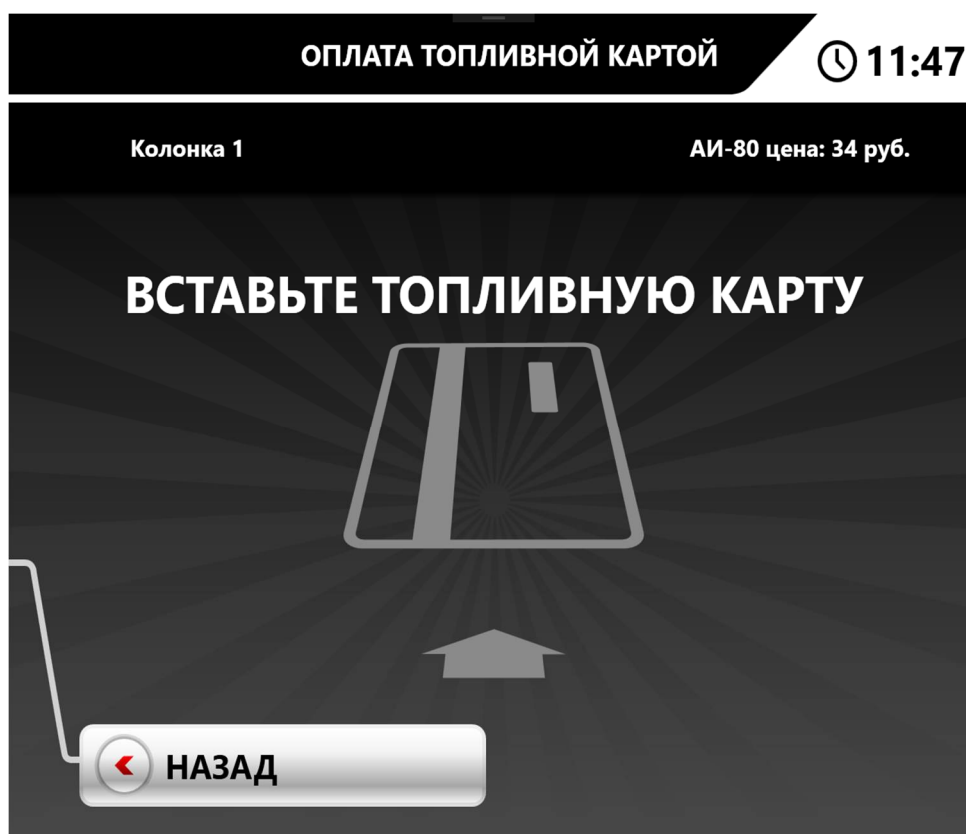 ОПЛАТА ТОПЛИВНОЙ КАРТОЙ
11:47
Колонка 1
АИ-80 цена: 34 руб.
ВСТАВЬТЕ ТОПЛИВНУЮ КАРТУ
НАЗАД